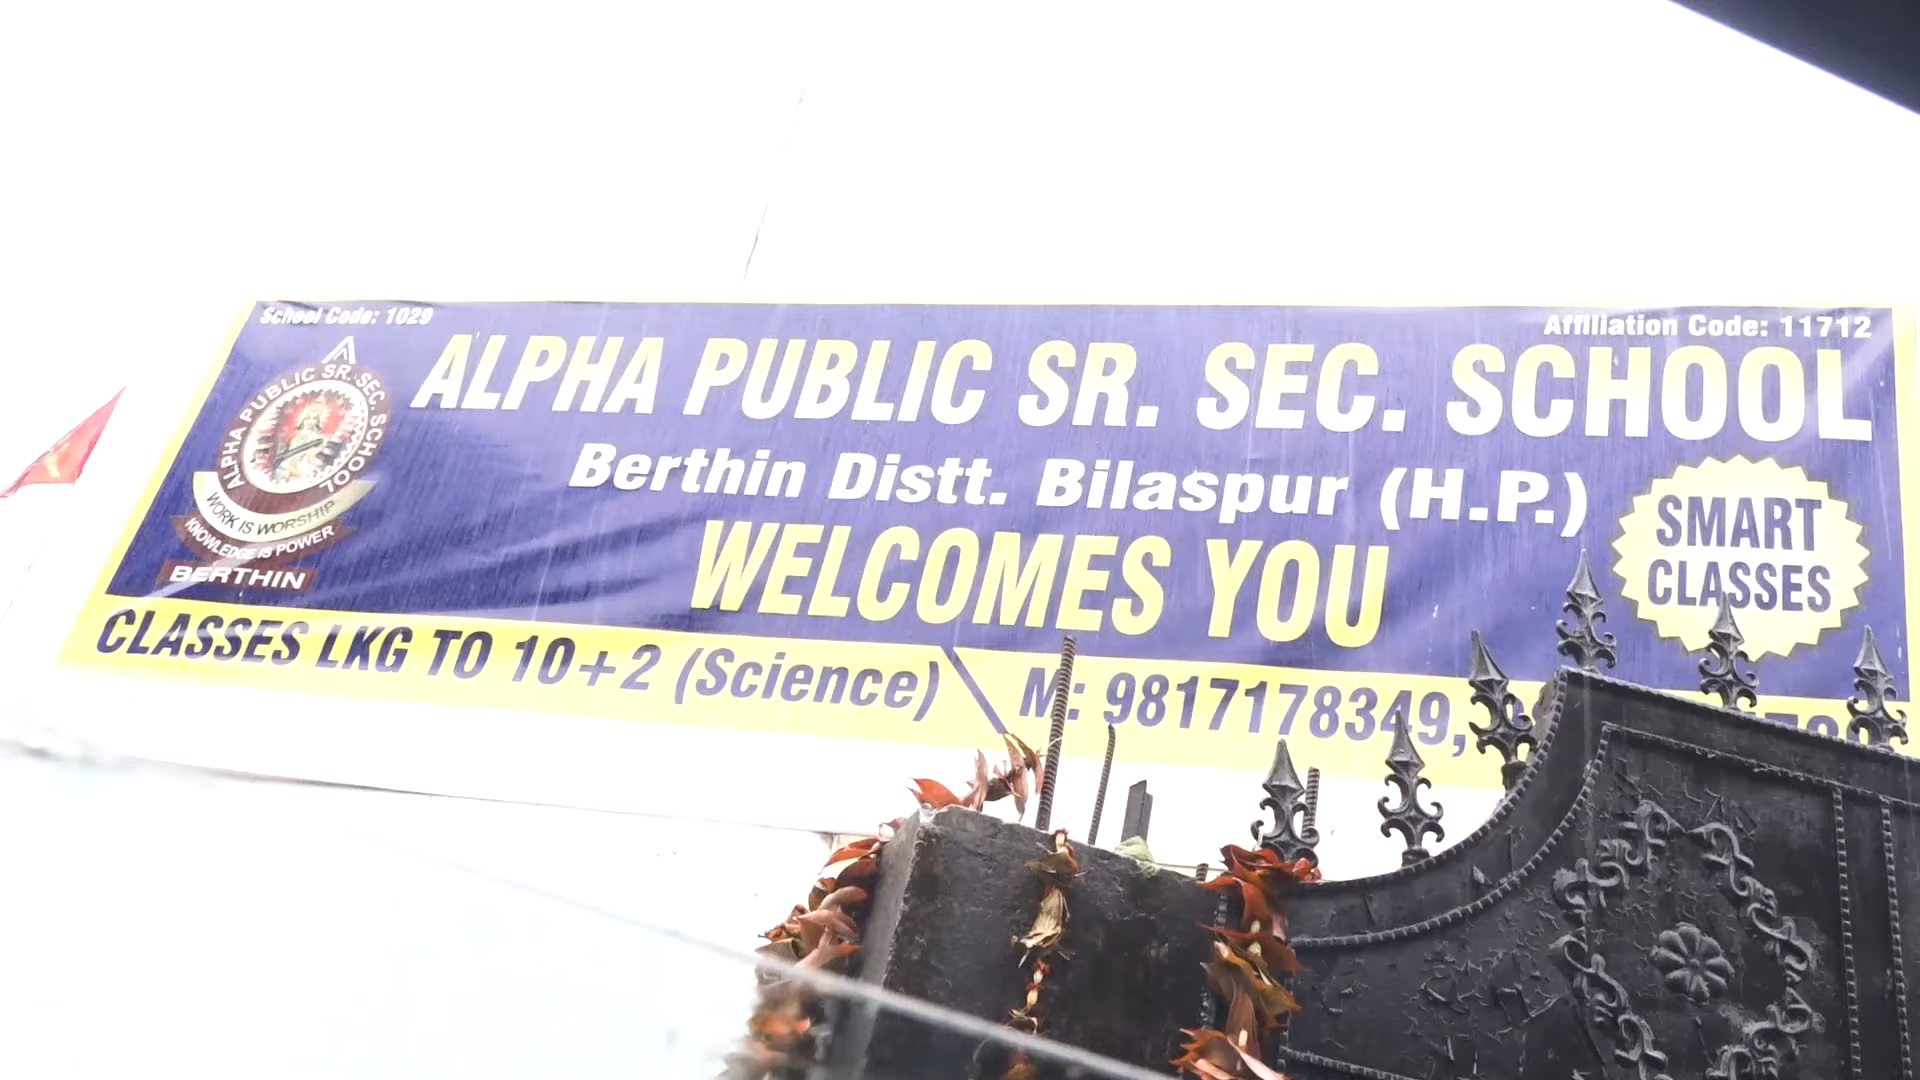 School Code: 1029
Affiliation Code: 11712
ALPHA PUBLIC SR. SEC. SCHOOL
Berthin Distt. Bilaspur (H.P.)
WELCOMES YOU
ALPHA PUBLIC SR. SEC. SCHOOL
WORK IS WORSHIP
KNOWLEDGE IS POWER
BERTHIN
SMART
CLASSES
CLASSES LKG TO 10+2 (Science)
M: 9817178349,